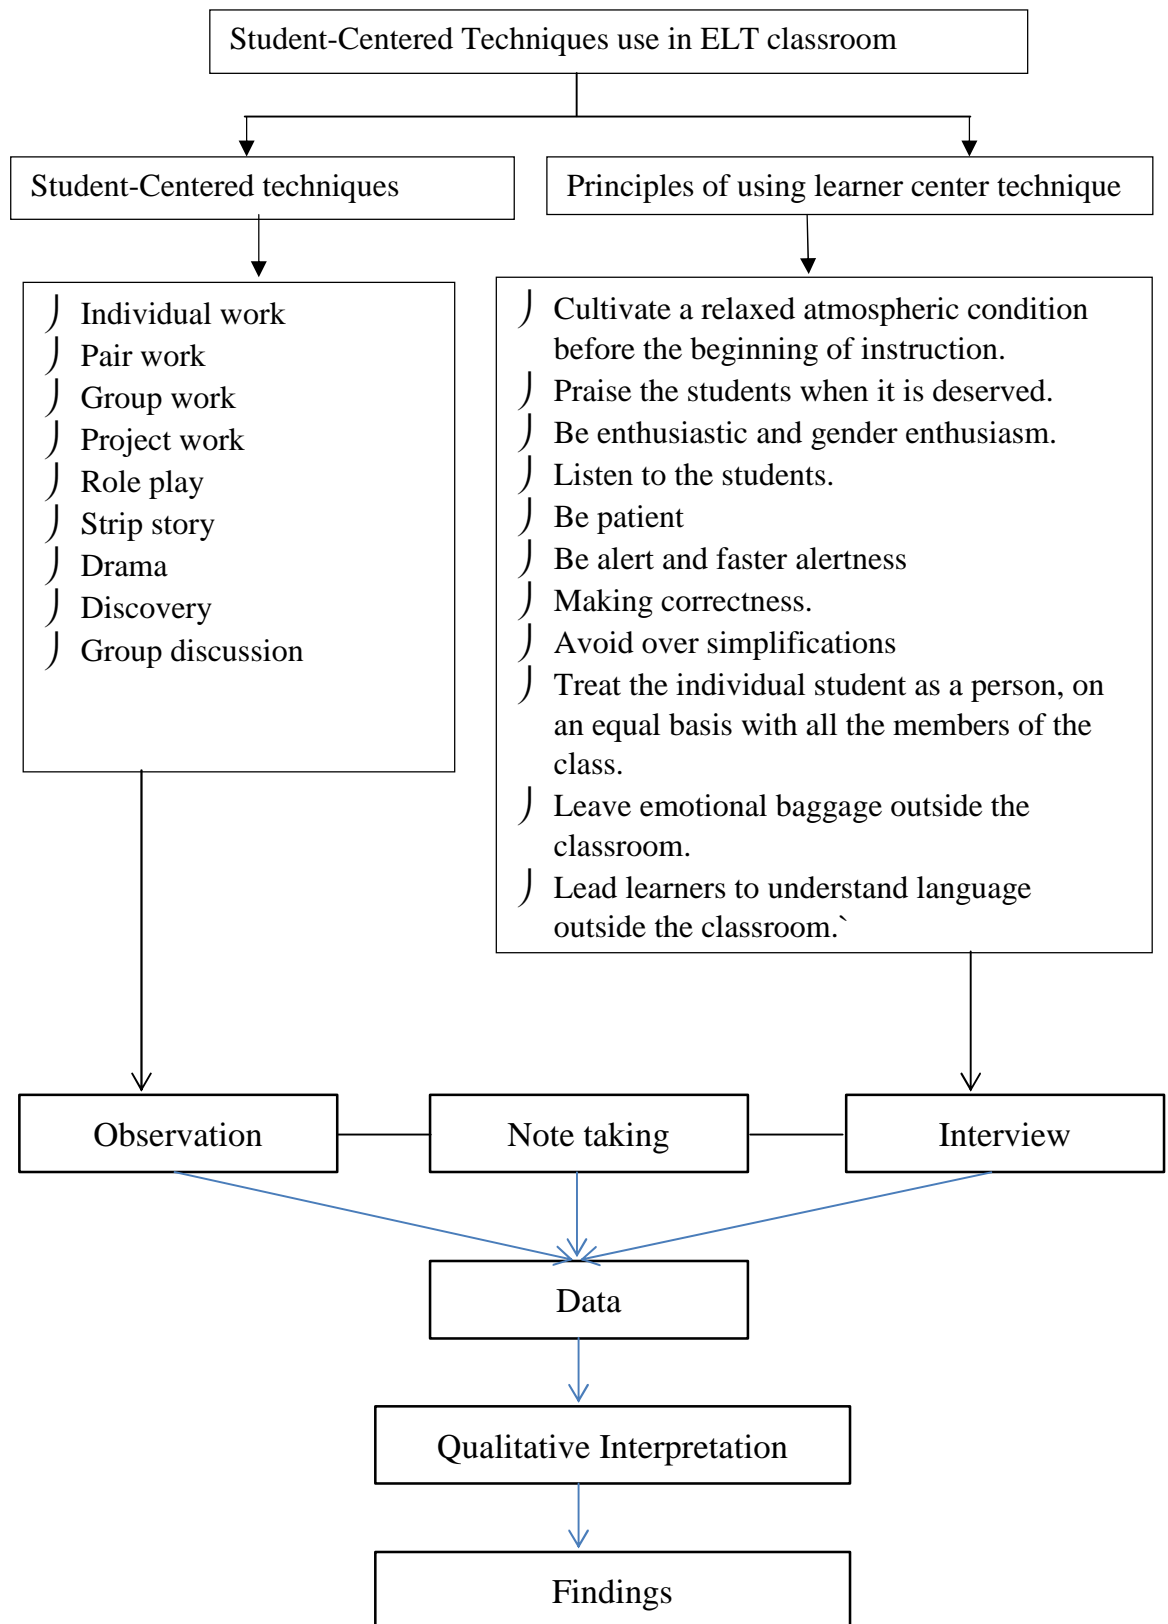 Student-Centered Techniques use in ELT classroom
Student-Centered techniques
Principles of using learner center technique
Individual work
Pair work
Group work
Project work
Role play
Strip story
Drama
Discovery
Group discussion
Cultivate a relaxed atmospheric condition
before the beginning of instruction.
Praise the students when it is deserved.
Be enthusiastic and gender enthusiasm.
Listen to the students.
Be patient
Be alert and faster alertness
Making correctness.
Avoid over simplifications
Treat the individual student as a person, on
an equal basis with all the members of the
class.
Leave emotional baggage outside the
classroom.
Lead learners to understand language
outside the classroom.`
Observation
Note taking
Interview
Data
Qualitative Interpretation
Findings